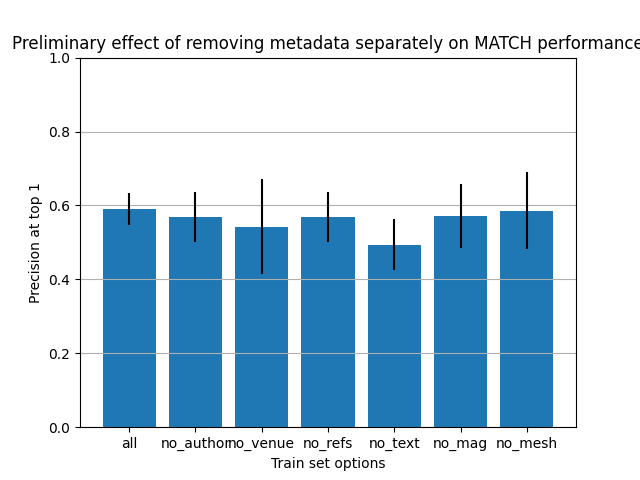 Preliminary effect of removing metadata separately on MATCH performance
1.0
0.8
0.6
0.4
0.2
0.0
Precision at top 1
all no_author no_venue no_refs no_text no_mag no_mesh
Train set options